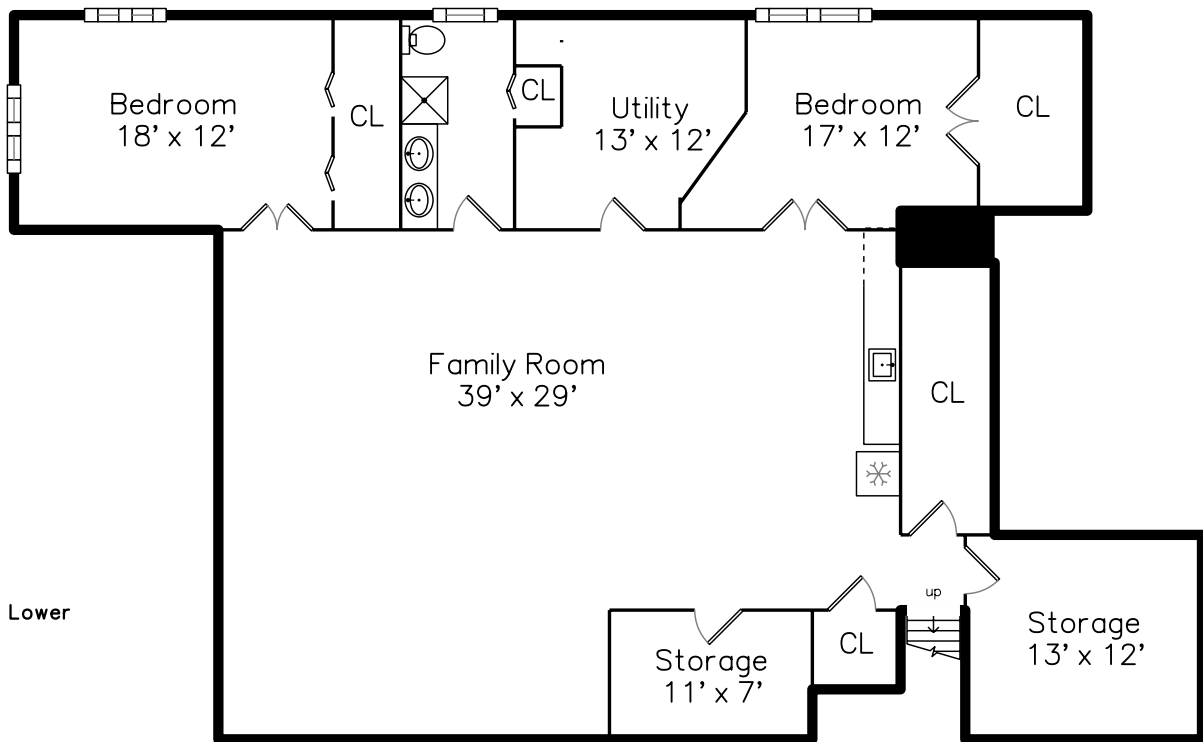 Bedroom
18' x 12'
CL
CL
Utility
13' x 12'
Bedroom
17' x 12'
CL
Family Room
39' x 29'
CL
Lower
up
Storage
11' x 7'
CL
Storage
13' x 12'